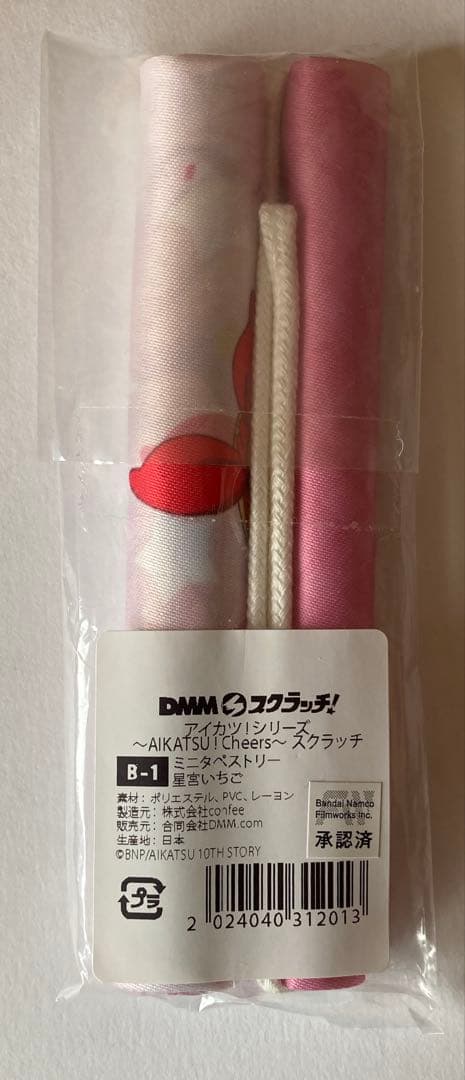 DMMスクラッチ!
アイカツ!シリーズ
～AIKATSU!Cheers～ スクラッチ
B-1 ミニタペストリー
星宮いちご
素材：ポリエステル、PVC、レーヨン
製造元：株式会社confee
販売元：合同会社DMM.com
生産地：日本
©BNP/AIKATSU 10TH STORY
Bandai Namco
Filmworks Inc.
承認済
プラ
2 024040 312013